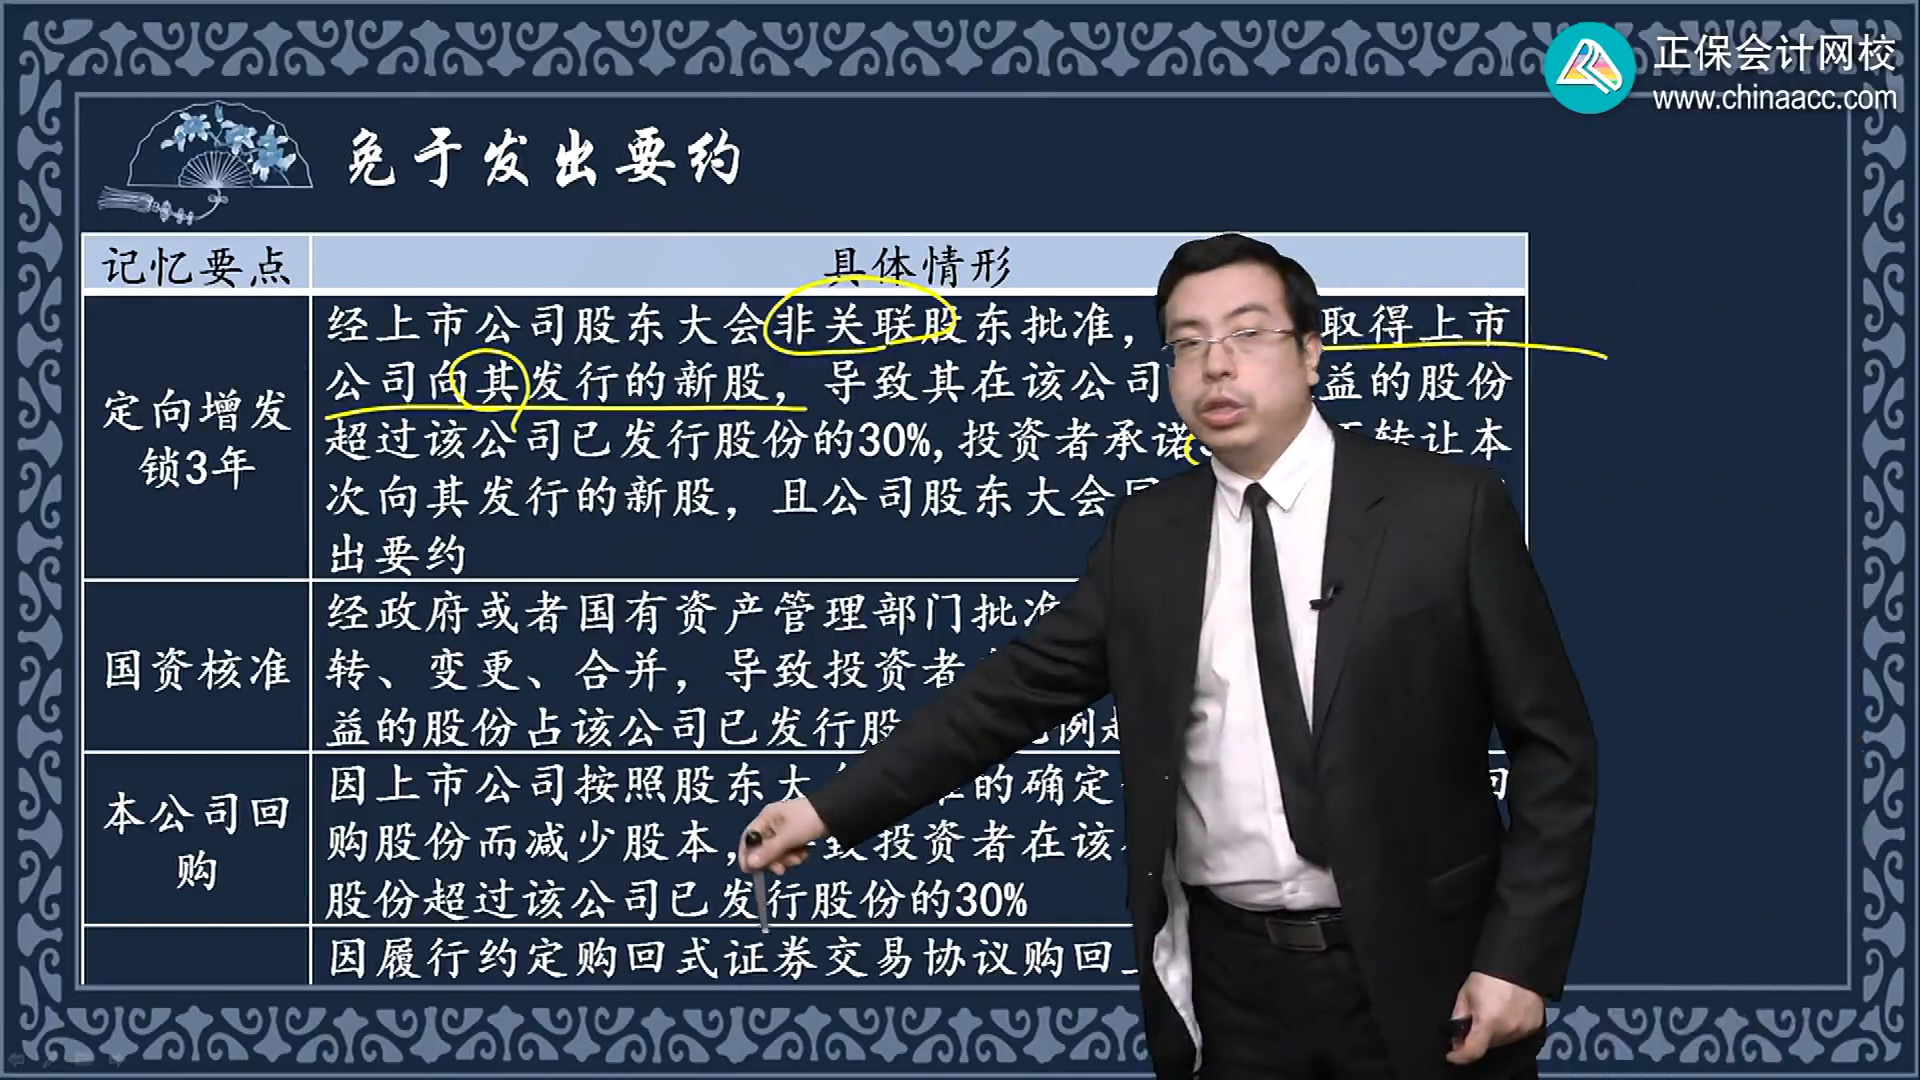 正保会计网校
www.chinaacc.com
免于发出要约
记忆要点
具体情形
定向增发
锁3年
经上市公司股东大会非关联股东批准，
取得上市
公司向其发行的新股，导致其在该公司
益的股份
超过该公司已发行股份的30%，投资者承诺
转让本
次向其发行的新股，且公司股东大会
出要约
国资核准
经政府或者国有资产管理部门批准
转、变更、合并，导致投资者
益的股份占该公司已发行股
例
本公司回
购
因上市公司按照股东大
的确定
回
购股份而减少股本，
致投资者在该
股份超过该公司已发行股份的30%
因履行约定购回式证券交易协议购回